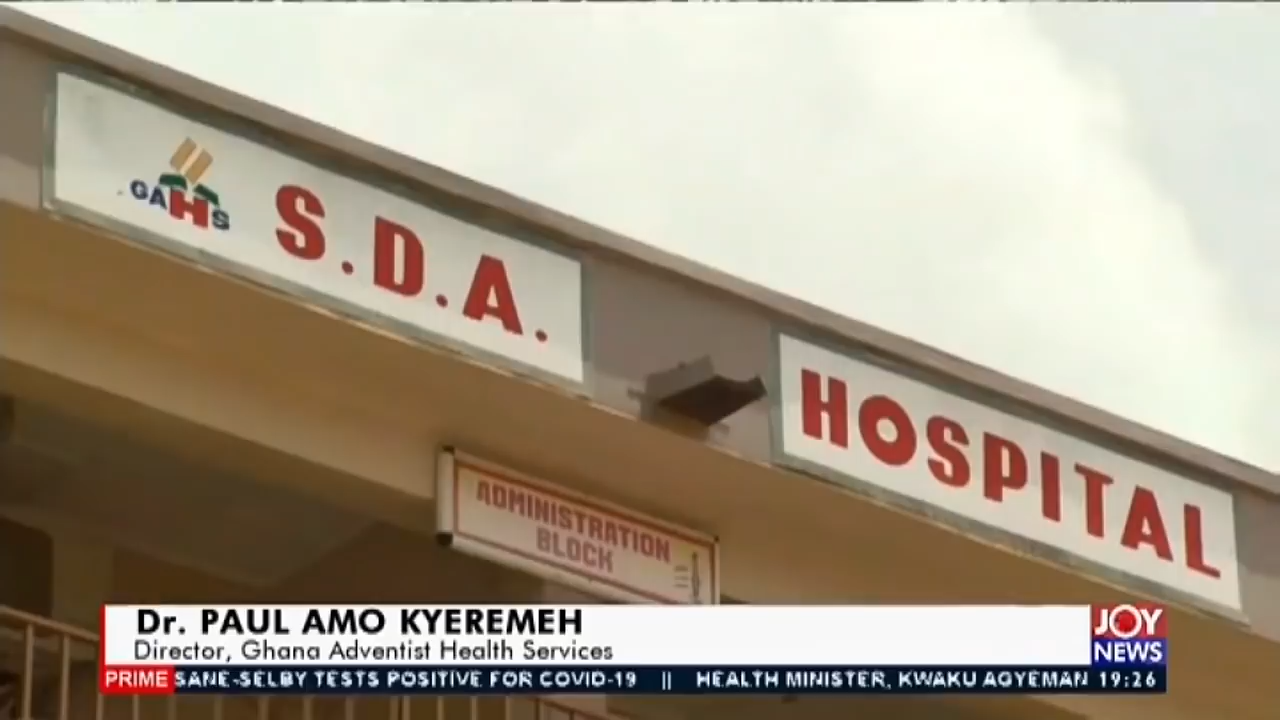 GAHS S.D.A.
HOSPITAL
ADMINISTRATION
BLOCK
Dr. PAUL AMO KYEREMEH
Director, Ghana Adventist Health Services
JOY
NEWS
PRIME SANE-SELBY TESTS POSITIVE FOR COVID-19 || HEALTH MINISTER, KWAKU AGYEMAN 19:26